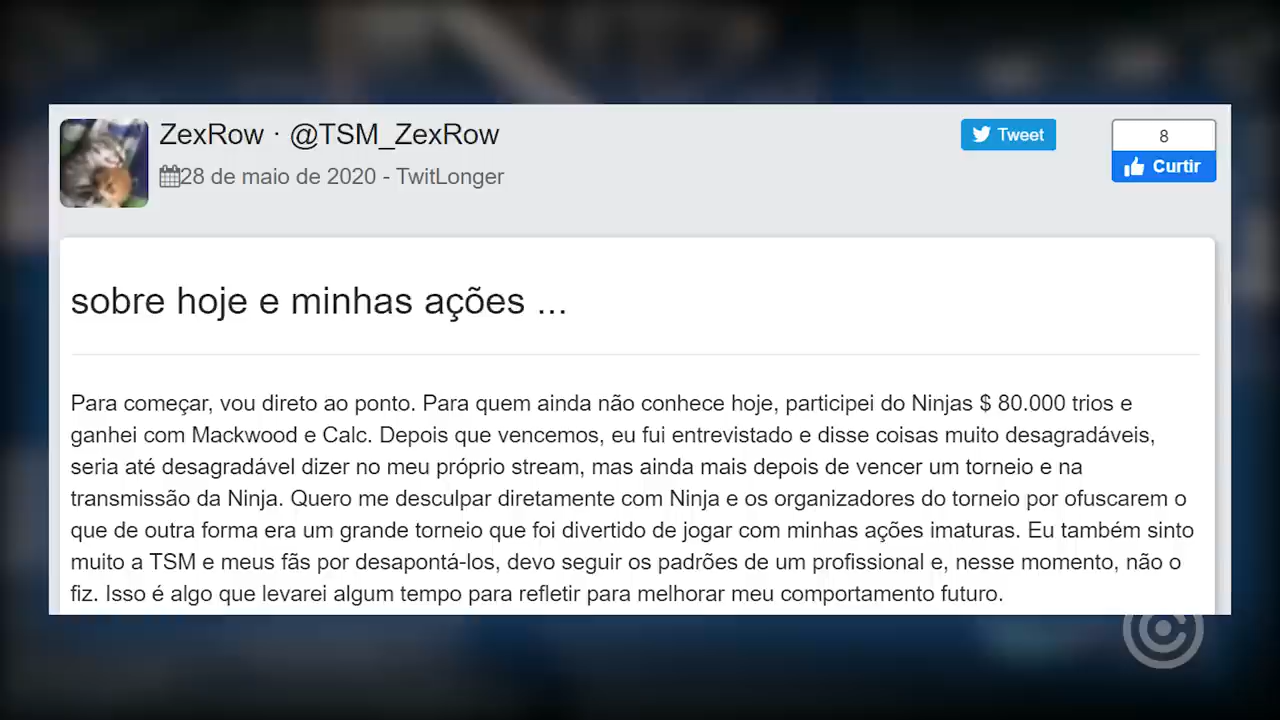 ZexRow · @TSM_ZexRow
28 de maio de 2020 - TwitLonger
Tweet
8
Curtir
sobre hoje e minhas ações ...
Para começar, vou direto ao ponto. Para quem ainda não conhece hoje, participei do Ninjas $ 80.000 trios e
ganhei com Mackwood e Calc. Depois que vencemos, eu fui entrevistado e disse coisas muito desagradáveis,
seria até desagradável dizer no meu próprio stream, mas ainda mais depois de vencer um torneio e na
transmissão da Ninja. Quero me desculpar diretamente com Ninja e os organizadores do torneio por ofuscarem o
que de outra forma era um grande torneio que foi divertido de jogar com minhas ações imaturas. Eu também sinto
muito a TSM e meus fãs por desapontá-los, devo seguir os padrões de um profissional e, nesse momento, não o
fiz. Isso é algo que levarei algum tempo para refletir para melhorar meu comportamento futuro.